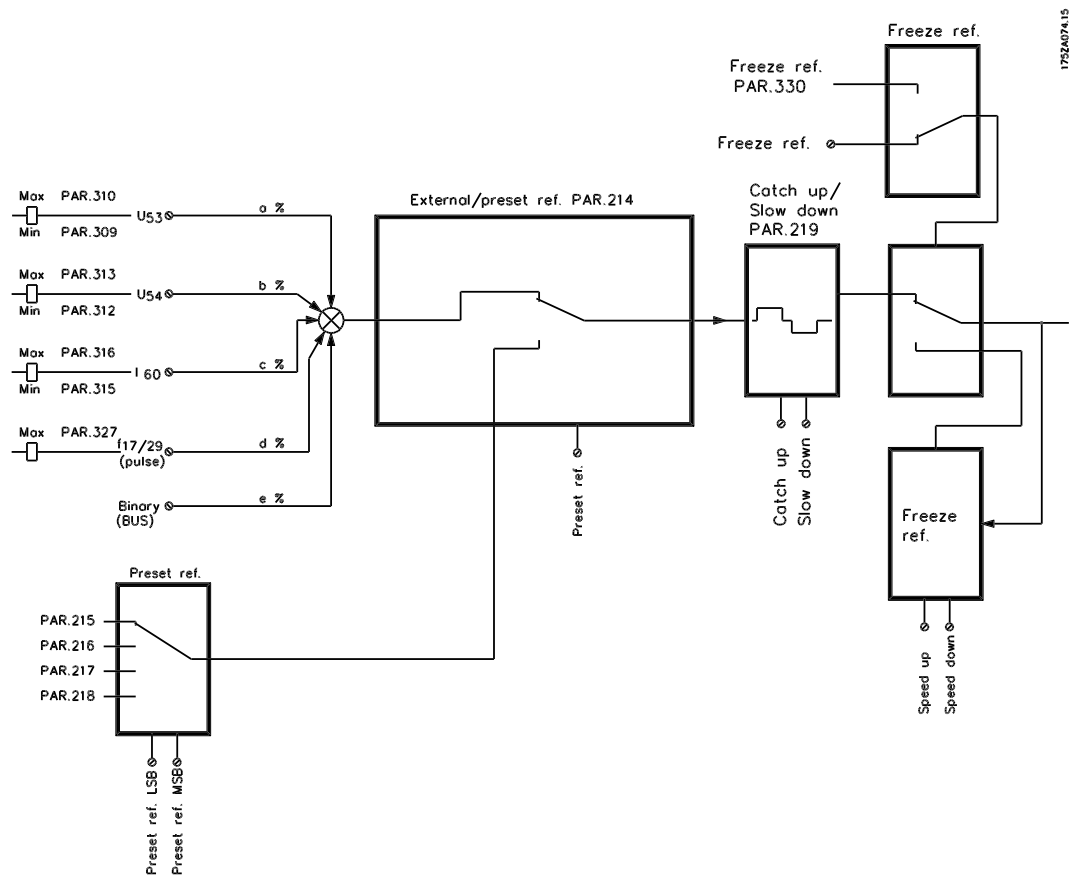 175ZA074.15
Freeze ref.
Freeze ref.
PAR.330
Freeze ref.
Max PAR.310
U53
a %
Min PAR.309
External/preset ref. PAR.214
Catch up/
Slow down
PAR.219
Max PAR.313
U54
b %
Min PAR.312
Max PAR.316
I 60
c %
Min PAR.315
Max PAR.327
f17/29
(pulse)
d %
Binary
(BUS)
e %
Preset ref.
Catch up
Slow down
Freeze
ref.
Speed up
Speed down
Preset ref.
PAR.215
PAR.216
PAR.217
PAR.218
Preset ref. LSB
Preset ref. MSB